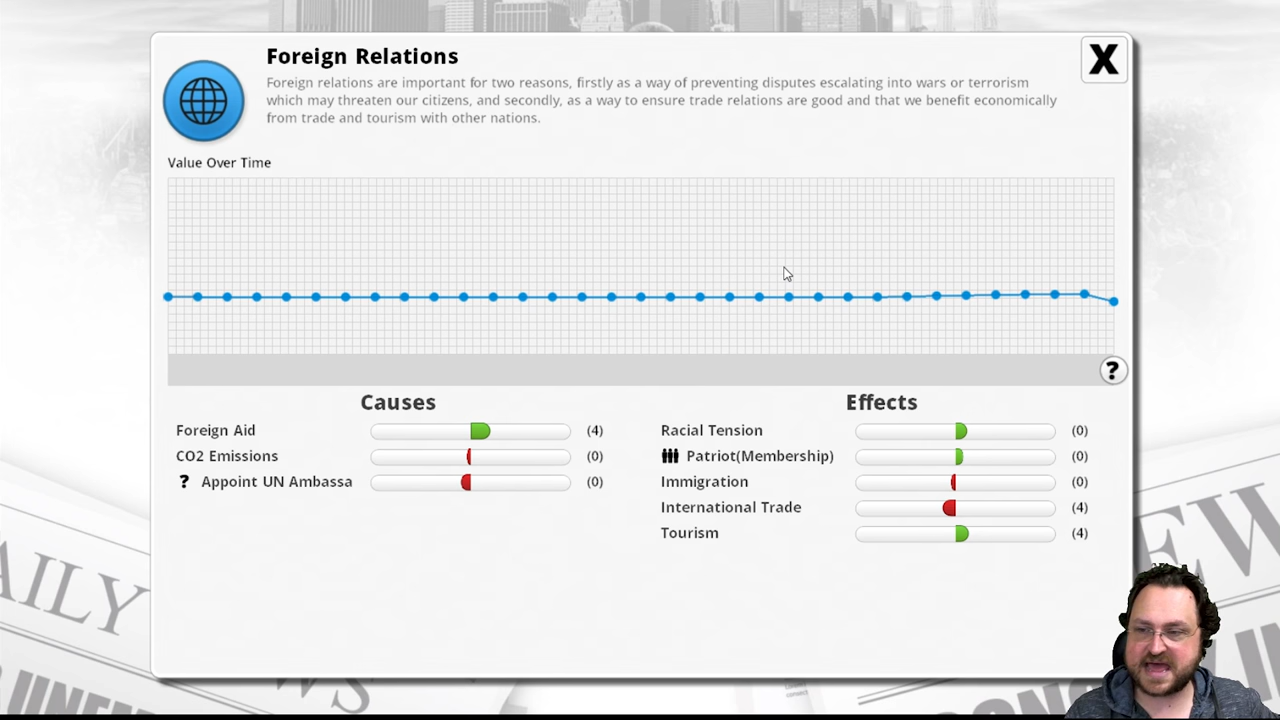 Foreign Relations
X
Foreign relations are important for two reasons, firstly as a way of preventing disputes escalating into wars or terrorism
which may threaten our citizens, and secondly, as a way to ensure trade relations are good and that we benefit economically
from trade and tourism with other nations.
Value Over Time
?
Causes
Foreign Aid (4)
CO2 Emissions (0)
? Appoint UN Ambassa (0)
Effects
Racial Tension (0)
Patriot(Membership) (0)
Immigration (0)
International Trade (4)
Tourism (4)